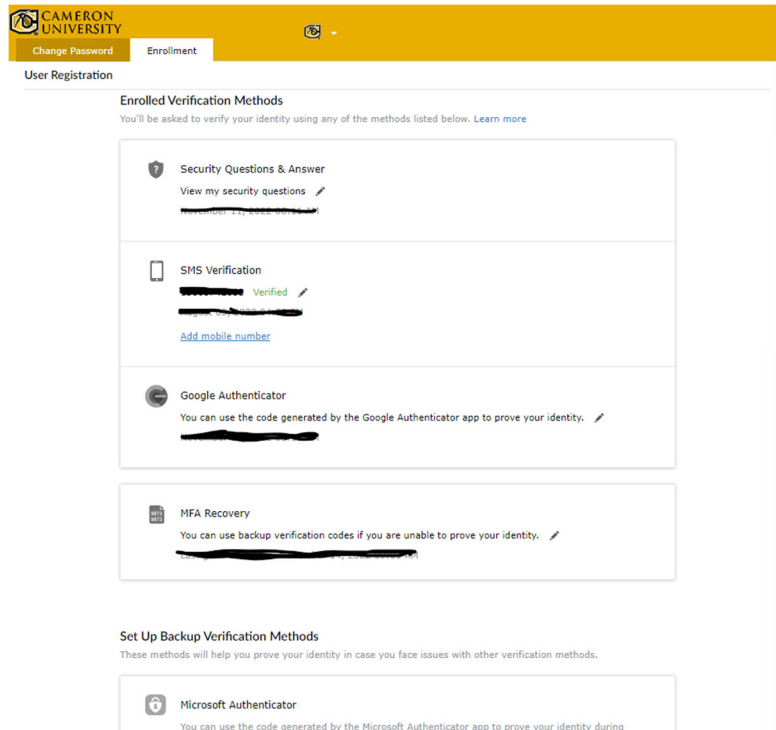 CAMERON
UNIVERSITY
Change Password
Enrollment
User Registration
Enrolled Verification Methods
You'll be asked to verify your identity using any of the methods listed below. Learn more
Security Questions & Answer
View my security questions
SMS Verification
Verified
Add mobile number
Google Authenticator
You can use the code generated by the Google Authenticator app to prove your identity.
MFA Recovery
You can use backup verification codes if you are unable to prove your identity.
Set Up Backup Verification Methods
These methods will help you prove your identity in case you face issues with other verification methods.
Microsoft Authenticator
You can use the code generated by the Microsoft Authenticator app to prove your identity during